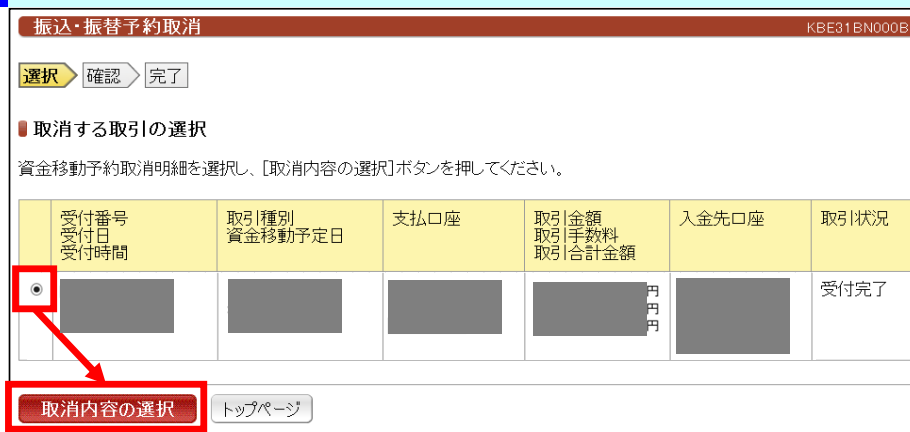 振込・振替予約取消 KBE31BN000B
選択 確認 完了
取消する取引の選択
資金移動予約取消明細を選択し、[取消内容の選択]ボタンを押してください。
受付番号 取引種別 支払口座 取引金額 入金先口座 取引状況
受付日 資金移動予定日 取引手数料
受付時間 取引合計金額
円 受付完了
円
円
取消内容の選択 トップページ